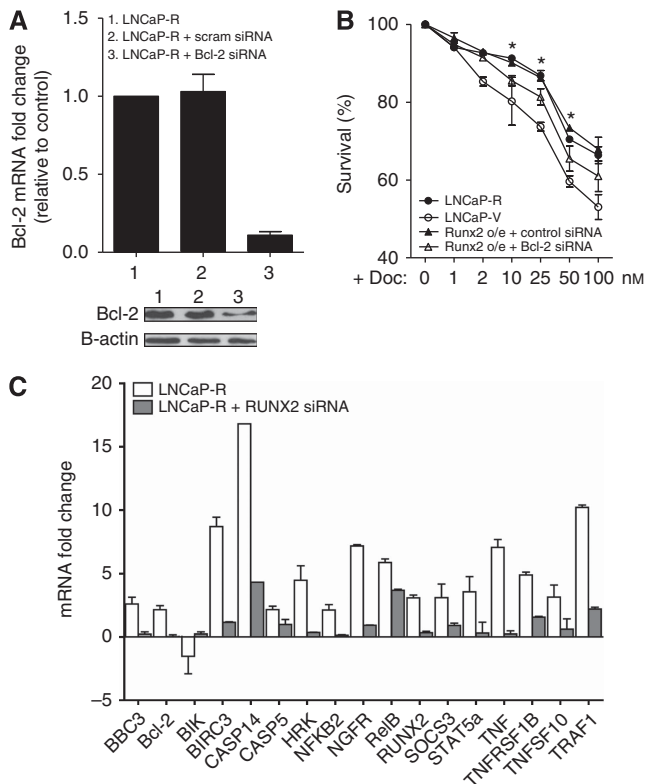 A
1. LNCaP-R
2. LNCaP-R + scram siRNA
3. LNCaP-R + Bcl-2 siRNA
Bcl-2 mRNA fold change
(relative to control)
1.5
1.0
0.5
0.0
1 2 3
1 2 3
Bcl-2
B-actin
B
Survival (%)
100
80
60
40
* * *
LNCaP-R
LNCaP-V
Runx2 o/e + control siRNA
Runx2 o/e + Bcl-2 siRNA
+ Doc: 0 1 2 10 25 50 100 nM
C
mRNA fold change
20
15
10
5
0
–5
LNCaP-R
LNCaP-R + RUNX2 siRNA
BBC3
Bcl-2
BIK
BIRC3
CASP14
CASP5
HRK
NFKB2
NGFR
RelB
RUNX2
SOCS3
STAT5a
TNF
TNFRSF1B
TNFSF10
TRAF1